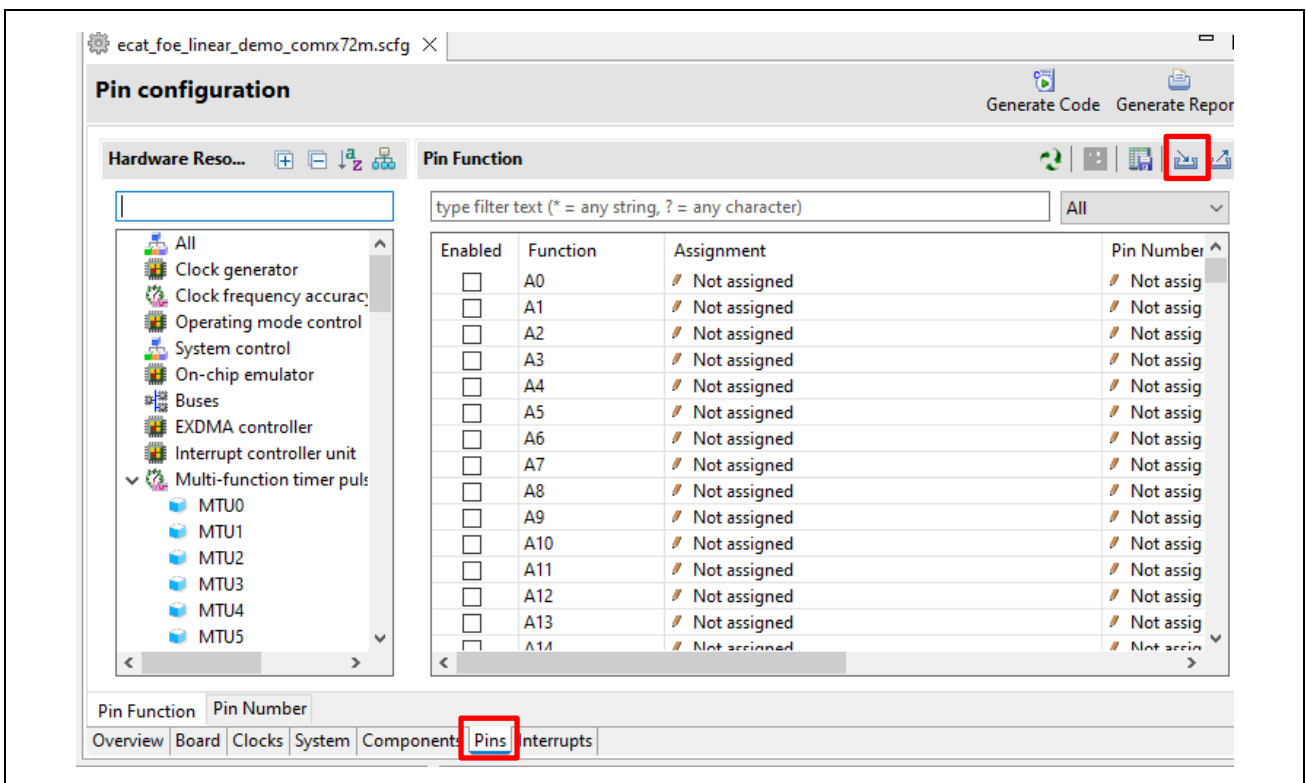 ecat_foe_linear_demo_comrx72m.scfg
Pin configuration
Generate Code Generate Repor
Hardware Reso...
Pin Function
type filter text (* = any string, ? = any character)
All
All
Clock generator
Clock frequency accuracy
Operating mode control
System control
On-chip emulator
Buses
EXDMA controller
Interrupt controller unit
Multi-function timer puls
MTU0
MTU1
MTU2
MTU3
MTU4
MTU5
Enabled Function Assignment Pin Number
A0 Not assigned Not assig
A1 Not assigned Not assig
A2 Not assigned Not assig
A3 Not assigned Not assig
A4 Not assigned Not assig
A5 Not assigned Not assig
A6 Not assigned Not assig
A7 Not assigned Not assig
A8 Not assigned Not assig
A9 Not assigned Not assig
A10 Not assigned Not assig
A11 Not assigned Not assig
A12 Not assigned Not assig
A13 Not assigned Not assig
A14 Not assigned Not assig
Pin Function Pin Number
Overview Board Clocks System Components Pins Interrupts